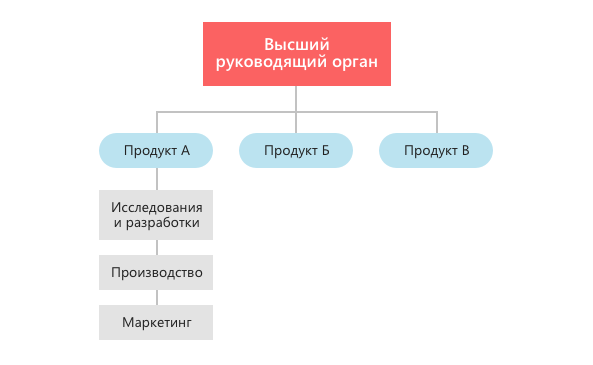 Высший
руководящий орган
Продукт А
Продукт Б
Продукт В
Исследования
и разработки
Производство
Маркетинг